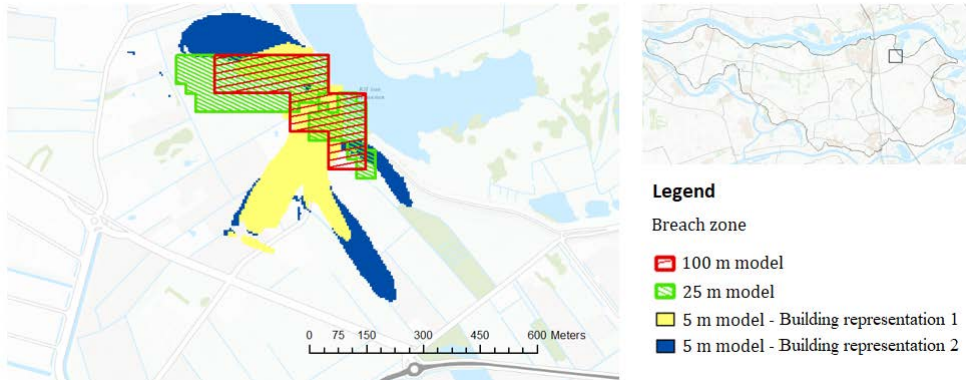 0 75 150 300 450 600 Meters
Legend
Breach zone
100 m model
25 m model
5 m model - Building representation 1
5 m model - Building representation 2